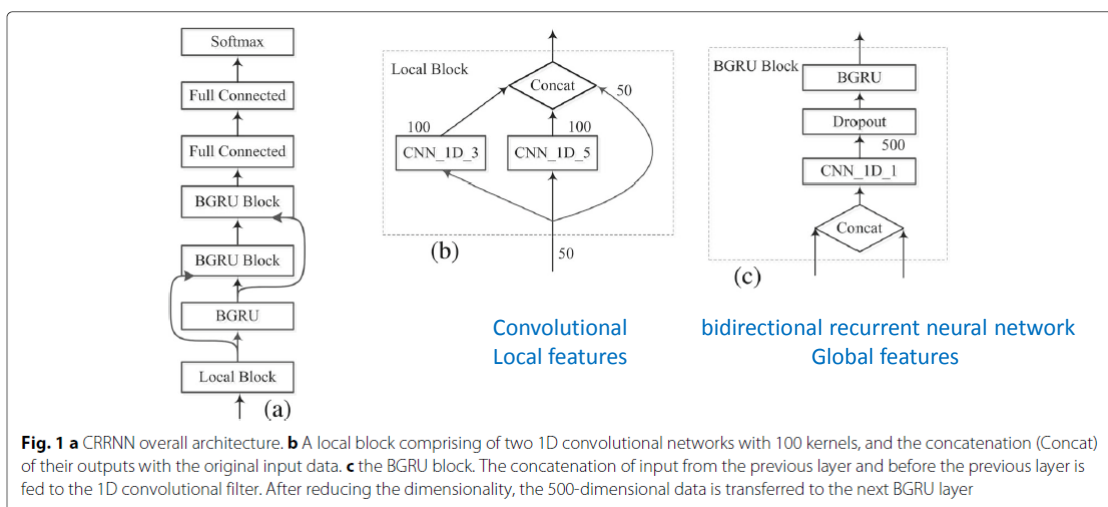 Softmax
Full Connected
Full Connected
BGRU Block
BGRU Block
BGRU
Local Block
(a)
Local Block
Concat
50
100
100
CNN_1D_3
CNN_1D_5
(b)
50
BGRU Block
BGRU
Dropout
500
CNN_1D_1
Concat
(c)
Convolutional
Local features
bidirectional recurrent neural network
Global features
Fig. 1 a CRRNN overall architecture. b A local block comprising of two 1D convolutional networks with 100 kernels, and the concatenation (Concat)
of their outputs with the original input data. c the BGRU block. The concatenation of input from the previous layer and before the previous layer is
fed to the 1D convolutional filter. After reducing the dimensionality, the 500-dimensional data is transferred to the next BGRU layer